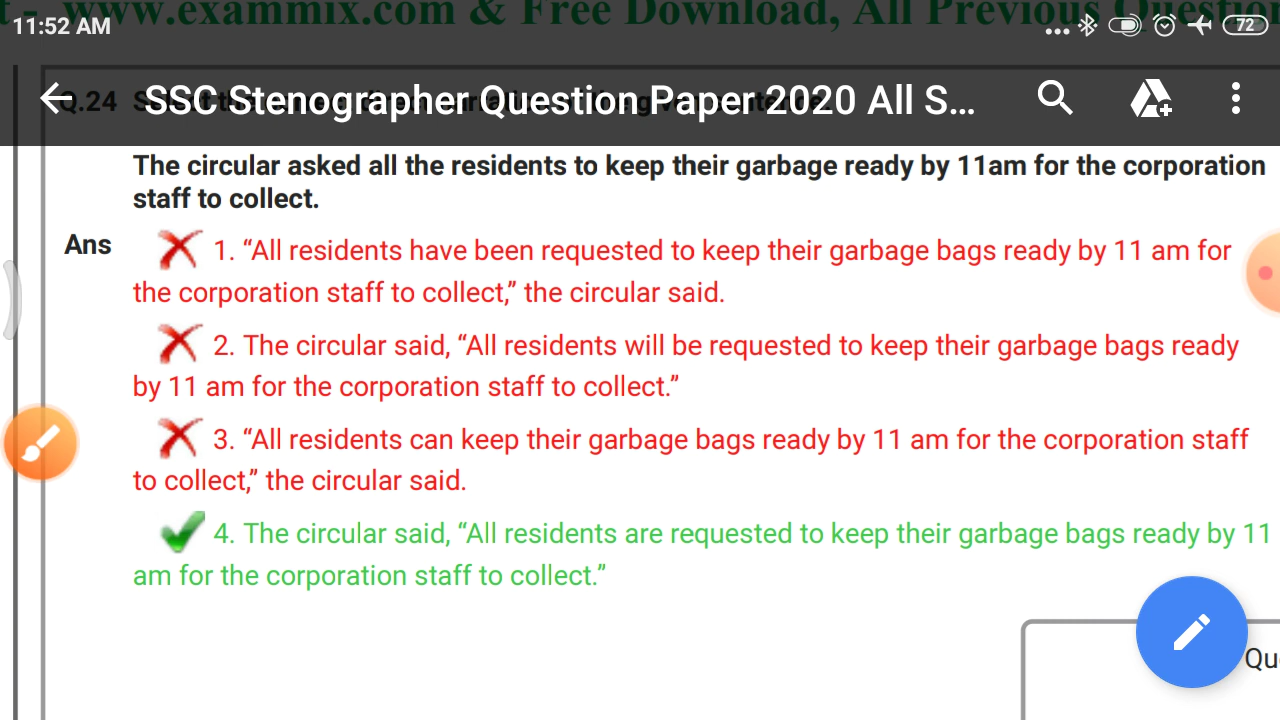 - www.exammix.com & Free Download, All Previous
11:52 AM
72
Q.24
SSC Stenographer Question Paper 2020 All S...
The circular asked all the residents to keep their garbage ready by 11am for the corporation
staff to collect.
Ans
1. “All residents have been requested to keep their garbage bags ready by 11 am for
the corporation staff to collect,” the circular said.
2. The circular said, “All residents will be requested to keep their garbage bags ready
by 11 am for the corporation staff to collect.”
3. “All residents can keep their garbage bags ready by 11 am for the corporation staff
to collect,” the circular said.
4. The circular said, “All residents are requested to keep their garbage bags ready by 11
am for the corporation staff to collect.”
Qu